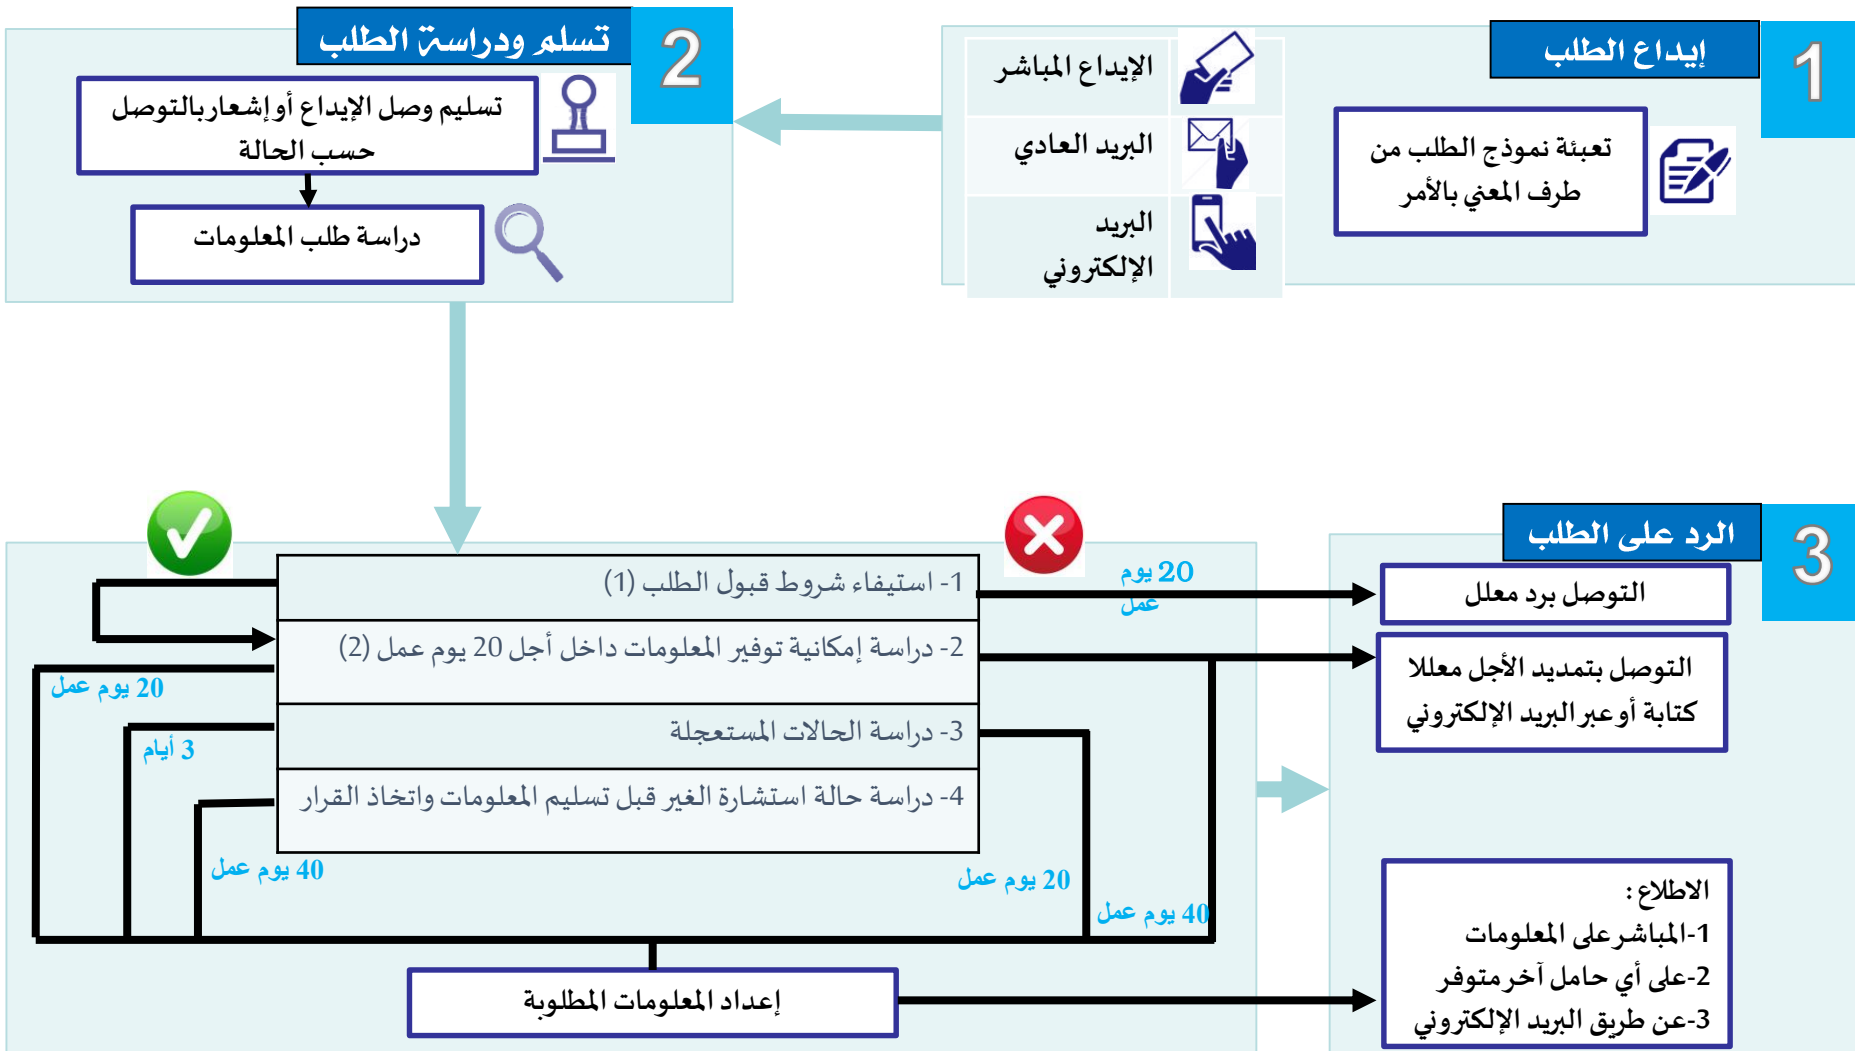 1
إيداع الطلب
تعبئة نموذج الطلب من
طرف المعني بالأمر
الإيداع المباشر
البريد العادي
البريد
الإلكتروني
2
تسلم ودراسة الطلب
تسليم وصل الإيداع أو إشعار بالتوصل
حسب الحالة
دراسة طلب المعلومات
1- استيفاء شروط قبول الطلب (1)
2- دراسة إمكانية توفير المعلومات داخل أجل 20 يوم عمل (2)
3- دراسة الحالات المستعجلة
4- دراسة حالة استشارة الغير قبل تسليم المعلومات واتخاذ القرار
20 يوم
عمل
20 يوم عمل
3 أيام
40 يوم عمل
20 يوم عمل
40 يوم عمل
إعداد المعلومات المطلوبة
3
الرد على الطلب
التوصل برد معلل
التوصل بتمديد الأجل معللا
كتابة أو عبر البريد الإلكتروني
الاطلاع :
1-المباشر على المعلومات
2-على أي حامل آخر متوفر
3-عن طريق البريد الإلكتروني